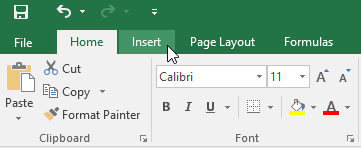 File Home Insert Page Layout Formulas
Cut
Calibri 11 A A
Copy
Paste
Format Painter
B I U A
Clipboard Font